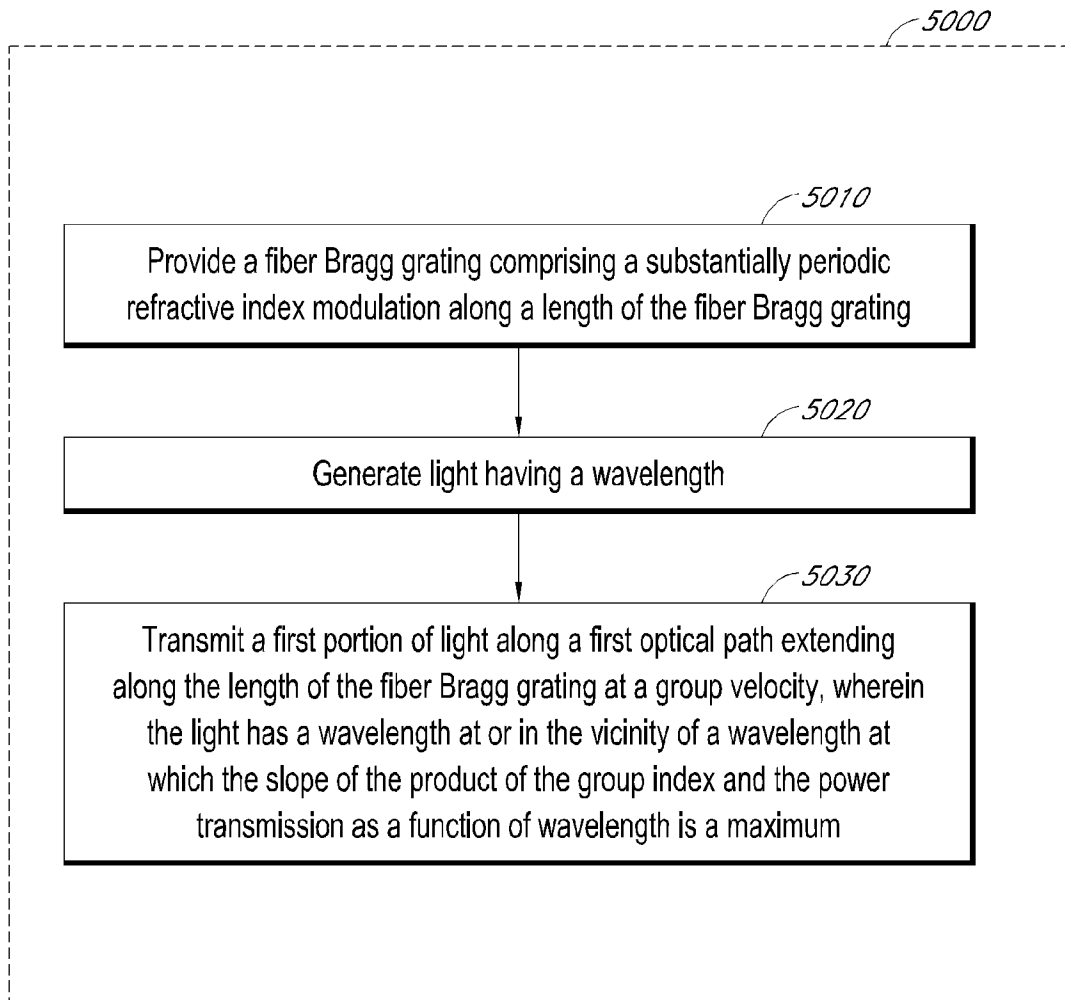 5000
5010
Provide a fiber Bragg grating comprising a substantially periodic
refractive index modulation along a length of the fiber Bragg grating
5020
Generate light having a wavelength
5030
Transmit a first portion of light along a first optical path extending
along the length of the fiber Bragg grating at a group velocity, wherein
the light has a wavelength at or in the vicinity of a wavelength at
which the slope of the product of the group index and the power
transmission as a function of wavelength is a maximum